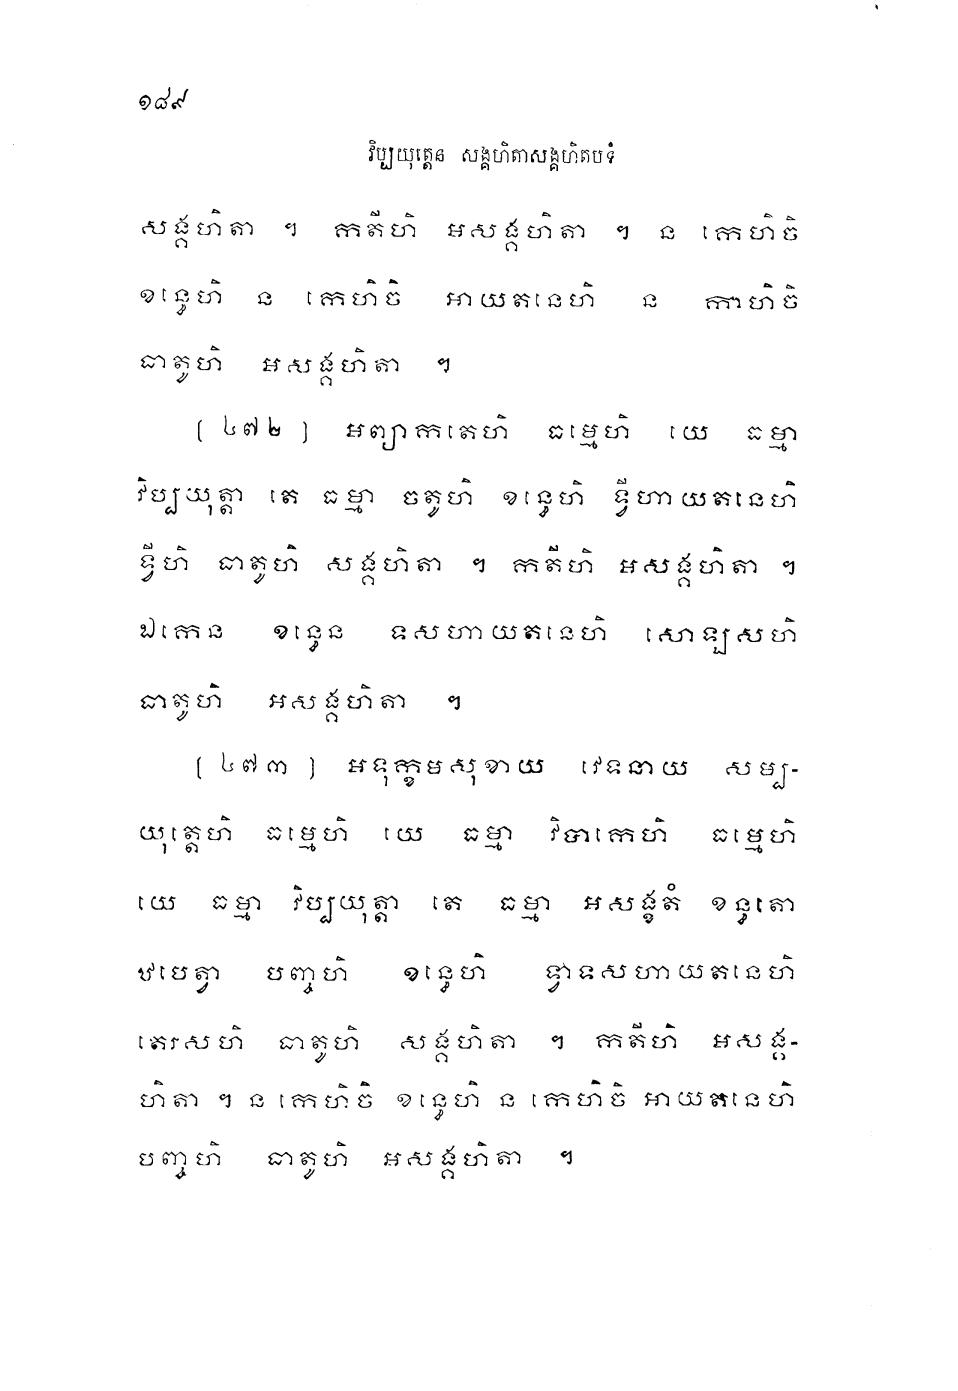 ១៨៩
វិប្បយុត្តេន សង្គហិតាសង្គហិតបទំ
សង្គហិតា ។ កតីហិ អសង្គហិតា ។ ន កេហិចិ
ខន្ធេហិ ន កេហិចិ អាយតនេហិ ន កាហិចិ
ធាតូហិ អសង្គហិតា ។
(៤៧២) អព្យាកតេហិ ធម្មេហិ យេ ធម្មា
វិប្បយុត្តា តេ ធម្មា ចតូហិ ខន្ធេហិ ទ្វីហាយតនេហិ
ទ្វីហិ ធាតូហិ សង្គហិតា ។ កតីហិ អសង្គហិតា ។
ឯកេន ខន្ធេន ទសហាយតនេហិ សោឡសហិ
ធាតូហិ អសង្គហិតា ។
(៤៧៣) អទុក្ខមសុខាយ វេទនាយ សម្ប-
យុត្តេហិ ធម្មេហិ យេ ធម្មា វិបាកេហិ ធម្មេហិ
យេ ធម្មា វិប្បយុត្តា តេ ធម្មា អសង្ខតំ ខន្ធតោ
ឋបេត្វា បញ្ចហិ ខន្ធេហិ ទ្វាទសហាយតនេហិ
តេរសហិ ធាតូហិ សង្គហិតា ។ កតីហិ អសង្គ-
ហិតា ។ ន កេហិចិ ខន្ធេហិ ន កេហិចិ អាយតនេហិ
បញ្ចហិ ធាតូហិ អសង្គហិតា ។